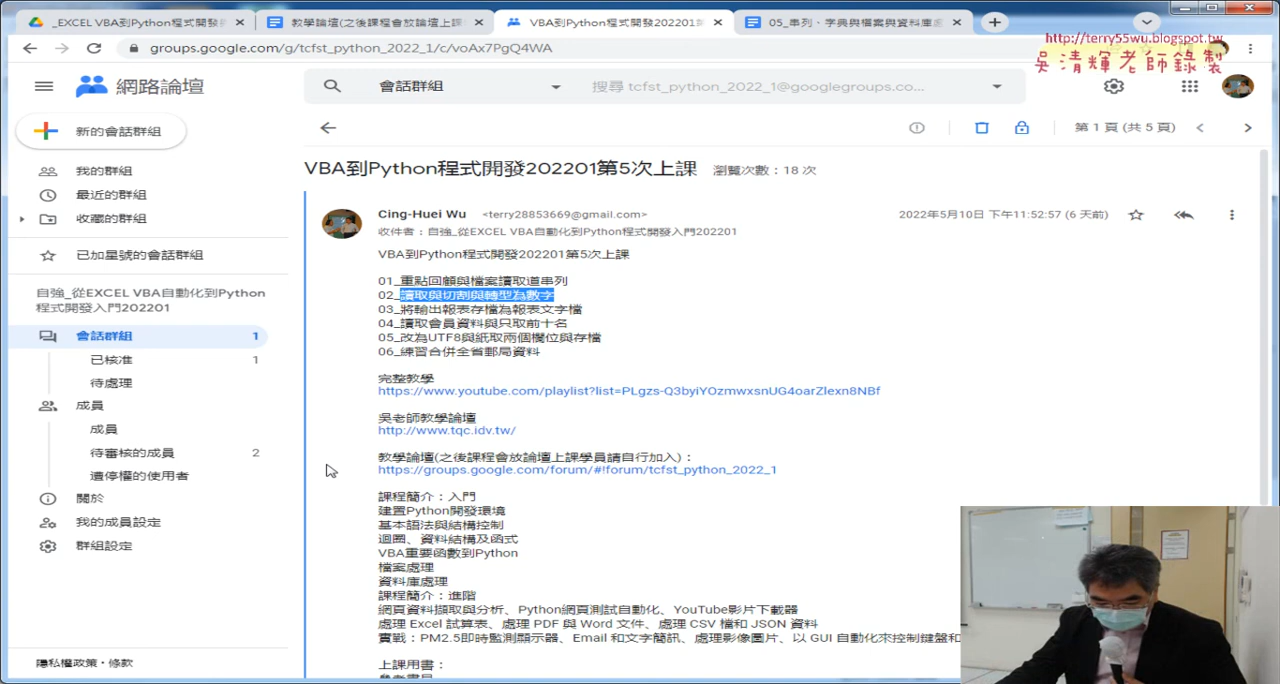 _EXCEL VBA到Python程式開發
教學論壇(之後課程會放論壇上課
VBA到Python程式開發202201第
05_串列、字典與檔案與資料庫處
groups.google.com/g/tcfst_python_2022_1/c/voAx7PgQ4WA
http://terry55wu.blogspot.tw
吳清輝老師錄製
網路論壇
會話群組
搜尋 tcfst_python_2022_1@googlegroups.co...
新的會話群組
第 1 頁 (共 5 頁)
我的群組
最近的群組
收藏的群組
已加星號的會話群組
自強_從EXCEL VBA自動化到Python
程式開發入門202201
會話群組 1
已核准 1
待處理
成員
成員
待審核的成員 2
遭停權的使用者
關於
我的成員設定
群組設定
隱私權政策・條款
VBA到Python程式開發202201第5次上課 瀏覽次數：18 次
Cing-Huei Wu <terry28853669@gmail.com>
2022年5月10日 下午11:52:57 (6 天前)
收件者：自強_從EXCEL VBA自動化到Python程式開發入門202201
VBA到Python程式開發202201第5次上課
01_重點回顧與檔案讀取道串列
02_讀取與切割與轉型為數字
03_將輸出報表存檔為報表文字檔
04_讀取會員資料與只取前十名
05_改為UTF8與紙取兩個欄位與存檔
06_練習合併全省郵局資料
完整教學
https://www.youtube.com/playlist?list=PLgzs-Q3byiYOzmwxsnUG4oarZlexn8NBf
吳老師教學論壇
http://www.tqc.idv.tw/
教學論壇(之後課程會放論壇上課學員請自行加入)：
https://groups.google.com/forum/#!forum/tcfst_python_2022_1
課程簡介：入門
建置Python開發環境
基本語法與結構控制
迴圈、資料結構及函式
VBA重要函數到Python
檔案處理
資料庫處理
課程簡介：進階
網頁資料擷取與分析、Python網頁測試自動化、YouTube影片下載器
處理 Excel 試算表、處理 PDF 與 Word 文件、處理 CSV 檔和 JSON 資料
實戰：PM2.5即時監測顯示器、Email 和文字簡訊、處理影像圖片、以 GUI 自動化來控制鍵盤和
上課用書：